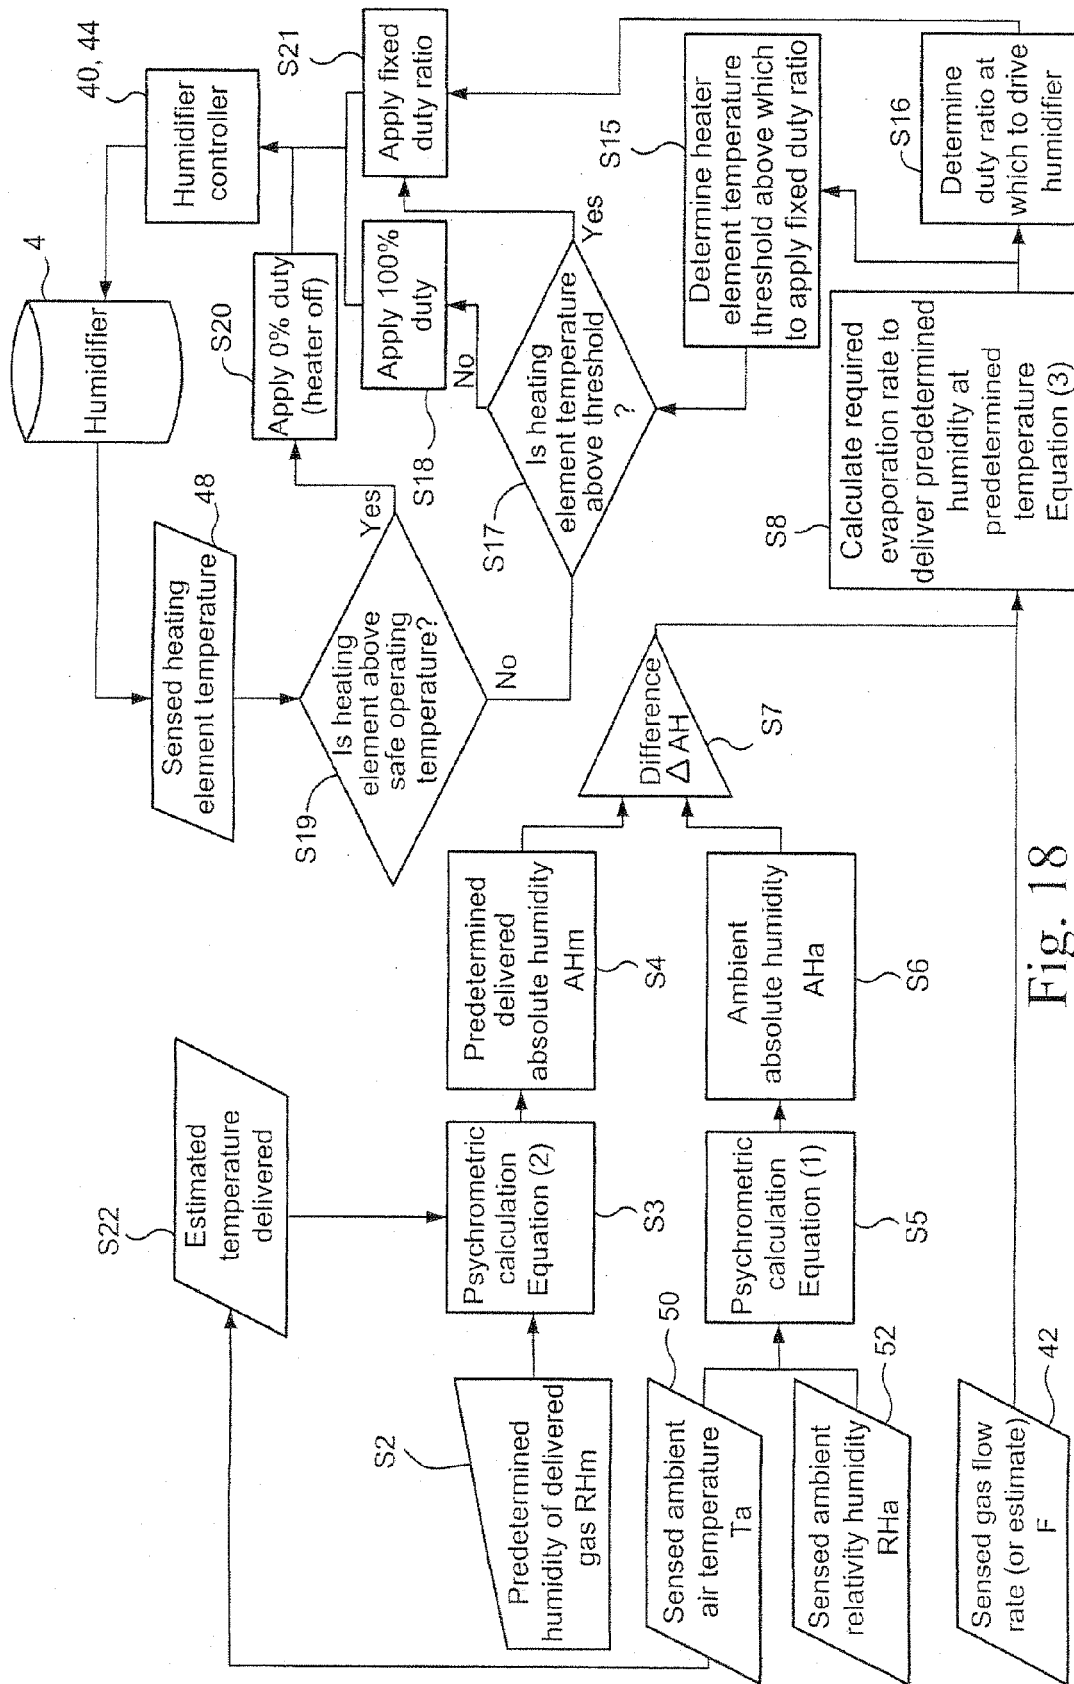 S22
Estimated
temperature
delivered
S2
Predetermined
humidity of delivered
gas RHm
Psychrometric
calculation
Equation (2)
S3
Predetermined
delivered
absolute humidity
AHm
S4
Sensed ambient
air temperature
Ta
50
Sensed ambient
relativity humidity
RHa
52
Psychrometric
calculation
Equation (1)
S5
Ambient
absolute humidity
AHa
S6
Difference
Δ AH
S7
Sensed gas flow
rate (or estimate)
F
42
S8
Calculate required
evaporation rate to
deliver predetermined
humidity at
predetermined
temperature
Equation (3)
Sensed heating
element temperature
48
S19
Is heating
element above
safe operating
temperature?
Yes
No
S20
Apply 0% duty
(heater off)
4
Humidifier
40, 44
Humidifier
controller
S17
Is heating
element temperature
above threshold
?
No
Yes
S18
Apply 100%
duty
S21
Apply fixed
duty ratio
S15
Determine heater
element temperature
threshold above which
to apply fixed duty ratio
S16
Determine
duty ratio at
which to drive
humidifier
Fig. 18